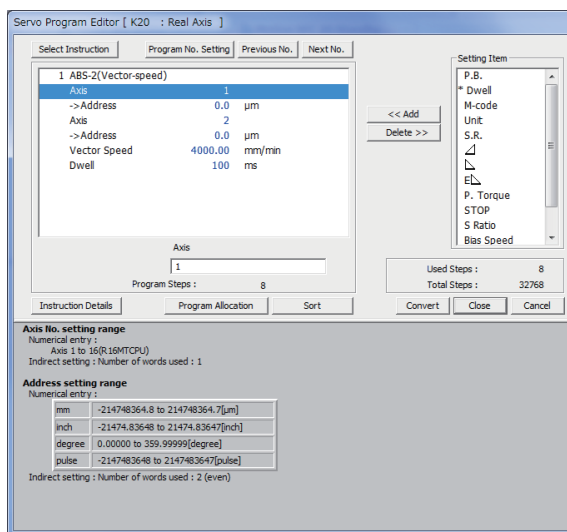 Servo Program Editor [ K20 : Real Axis ]
Select Instruction Program No. Setting Previous No. Next No.
1 ABS-2(Vector-speed)
Axis 1
->Address 0.0 µm
Axis 2
->Address 0.0 µm
Vector Speed 4000.00 mm/min
Dwell 100 ms
Axis
1
Program Steps : 8
<< Add
Delete >>
Setting Item
P.B.
* Dwell
M-code
Unit
S.R.
E
P. Torque
STOP
S Ratio
Bias Speed
Used Steps : 8
Total Steps : 32768
Instruction Details Program Allocation Sort Convert Close Cancel
Axis No. setting range
Numerical entry :
Axis 1 to 16(R16MTCPU)
Indirect setting : Number of words used : 1
Address setting range
Numerical entry :
mm -214748364.8 to 214748364.7[µm]
inch -21474.83648 to 21474.83647[inch]
degree 0.00000 to 359.99999[degree]
pulse -2147483648 to 2147483647[pulse]
Indirect setting : Number of words used : 2 (even)